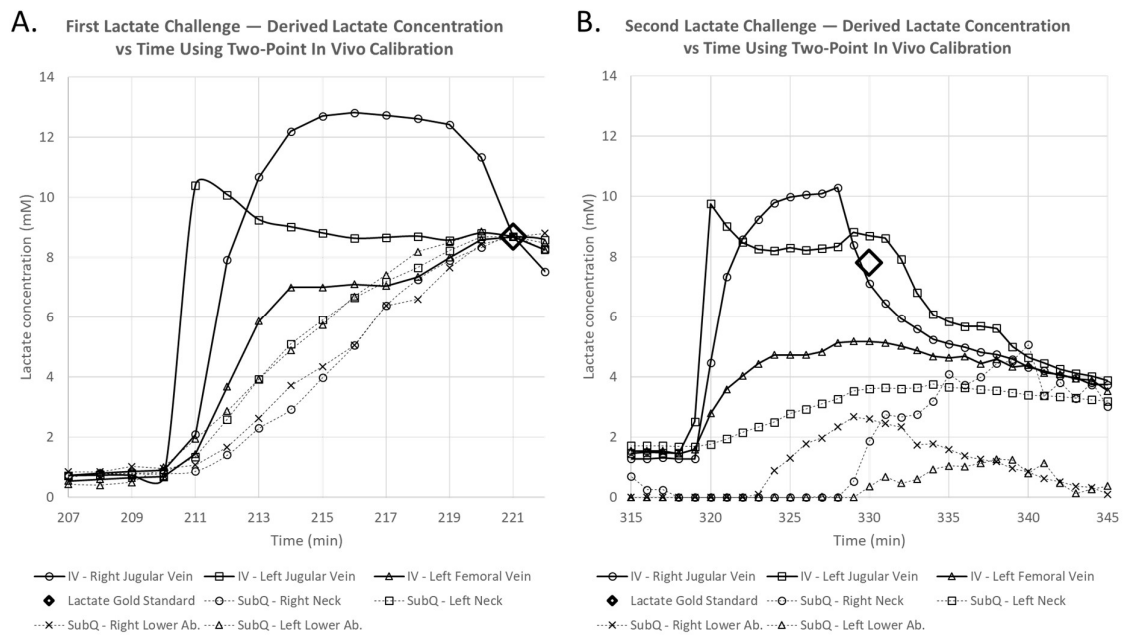 A.
First Lactate Challenge — Derived Lactate Concentration
vs Time Using Two-Point In Vivo Calibration
14
12
10
8
6
4
2
0
Lactate concentration (mM)
207 209 211 213 215 217 219 221
Time (min)
IV - Right Jugular Vein IV - Left Jugular Vein IV - Left Femoral Vein
Lactate Gold Standard SubQ - Right Neck SubQ - Left Neck
SubQ - Right Lower Ab. SubQ - Left Lower Ab.
B.
Second Lactate Challenge — Derived Lactate Concentration
vs Time Using Two-Point In Vivo Calibration
14
12
10
8
6
4
2
0
Lactate concentration (mM)
315 320 325 330 335 340 345
Time (min)
IV - Right Jugular Vein IV - Left Jugular Vein IV - Left Femoral Vein
Lactate Gold Standard SubQ - Right Neck SubQ - Left Neck
SubQ - Right Lower Ab. SubQ - Left Lower Ab.